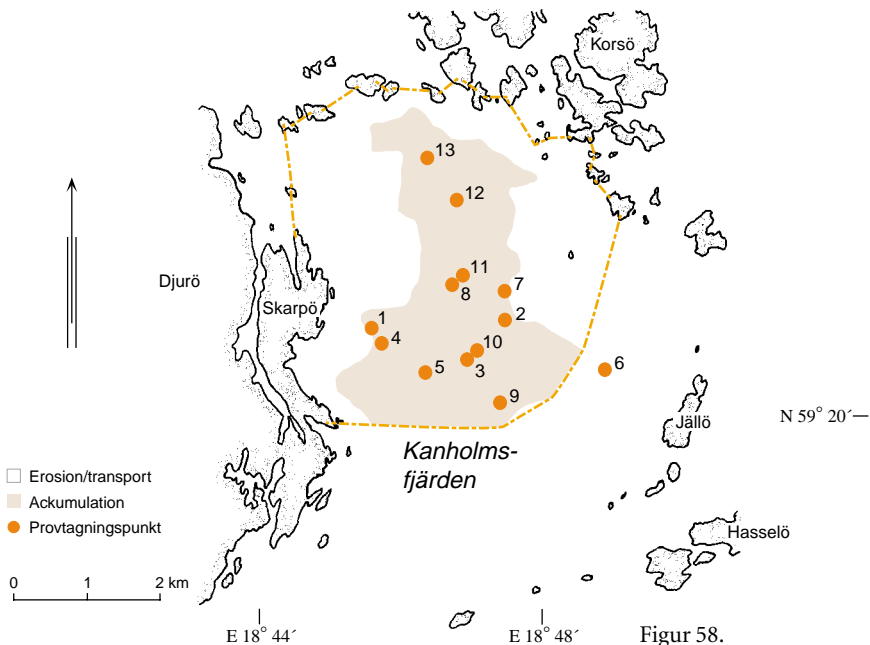 Korsö
13
12
11
8
7
2
Djurö
Skarpö
1
4
10
3
5
6
9
Jällö
N 59° 20´
Kanholms-
fjärden
Erosion/transport
Ackumulation
Provtagningspunkt
Hasselö
0 1 2 km
E 18° 44´
E 18° 48´
Figur 58.